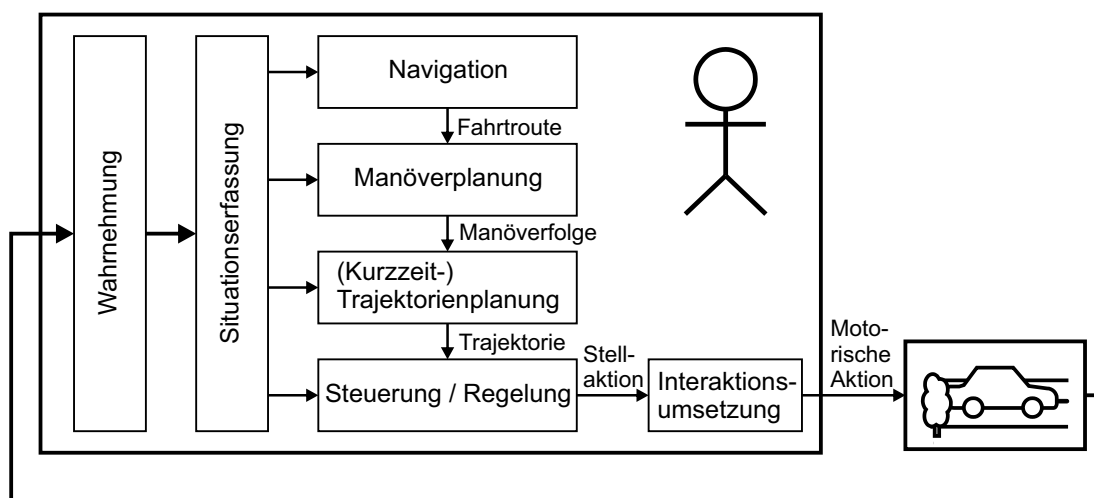 Wahrnehmung
Situationserfassung
Navigation
Fahrtroute
Manöverplanung
Manöverfolge
(Kurzzeit-)
Trajektorienplanung
Trajektorie
Steuerung / Regelung
Stell-
aktion
Interaktions-
umsetzung
Moto-
rische
Aktion